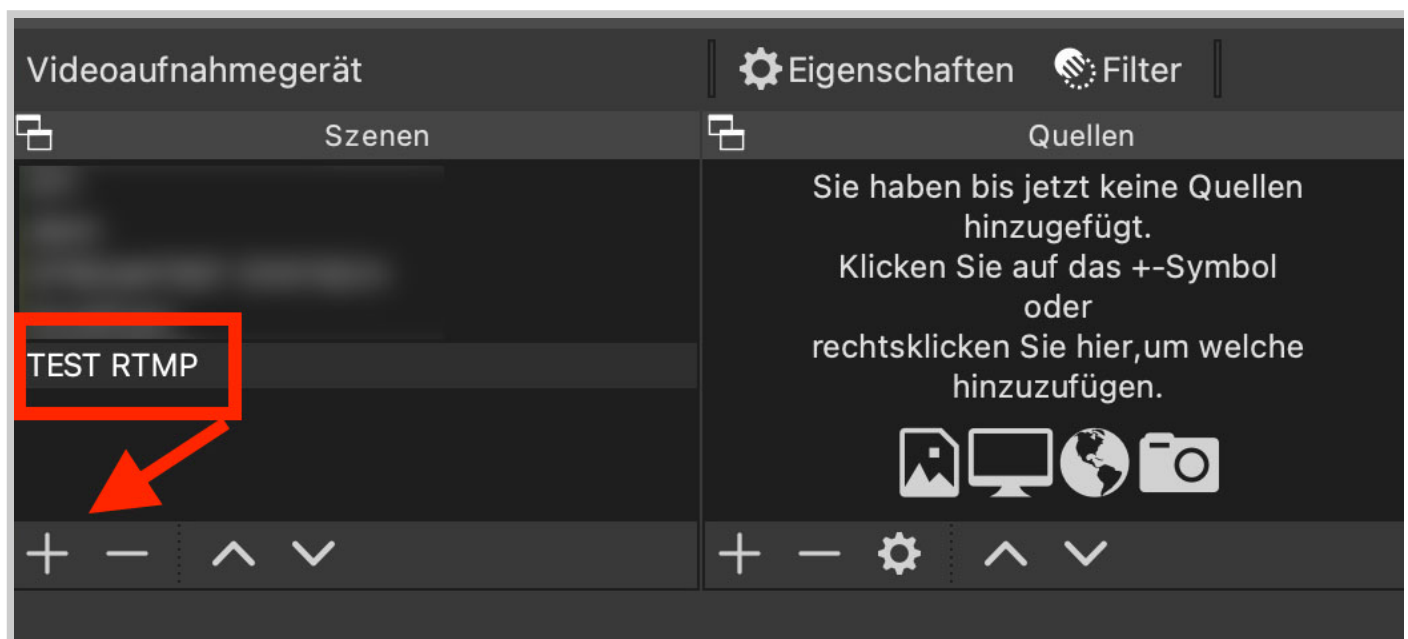 Videoaufnahmegerät
Eigenschaften
Filter
Szenen
Quellen
TEST RTMP
Sie haben bis jetzt keine Quellen
hinzugefügt.
Klicken Sie auf das +-Symbol
oder
rechtsklicken Sie hier,um welche
hinzuzufügen.